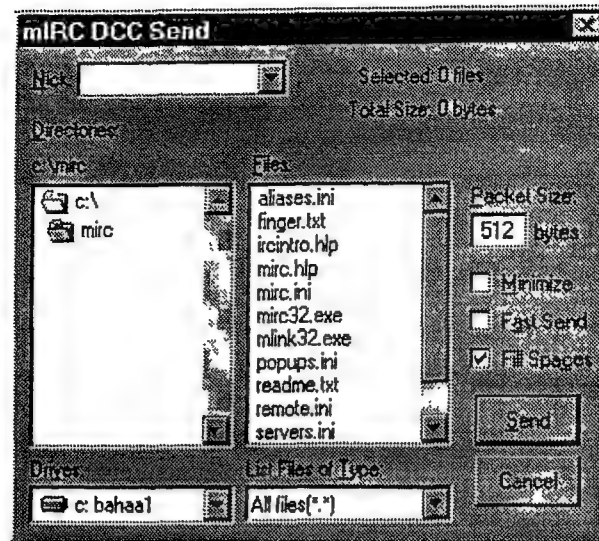 mIRC DCC Send
Nick:
Selected: 0 files
Total Size: 0 bytes
Directories:
c:\mirc
Files:
c:\
mirc
aliases.ini
finger.txt
ircintro.hlp
mirc.hlp
mirc.ini
mirc32.exe
mlink32.exe
popups.ini
readme.txt
remote.ini
servers.ini
Packet Size:
512 bytes
Minimize
Fast Send
Fill Spaces
Send
Cancel
Drives:
c: bahaa1
List Files of Type:
All files(*.*)